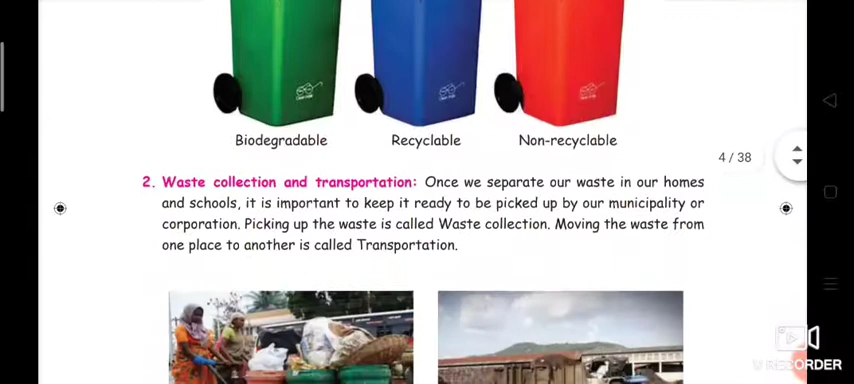 Biodegradable Recyclable Non-recyclable
4 / 38
2. Waste collection and transportation: Once we separate our waste in our homes
and schools, it is important to keep it ready to be picked up by our municipality or
corporation. Picking up the waste is called Waste collection. Moving the waste from
one place to another is called Transportation.
RECORDER